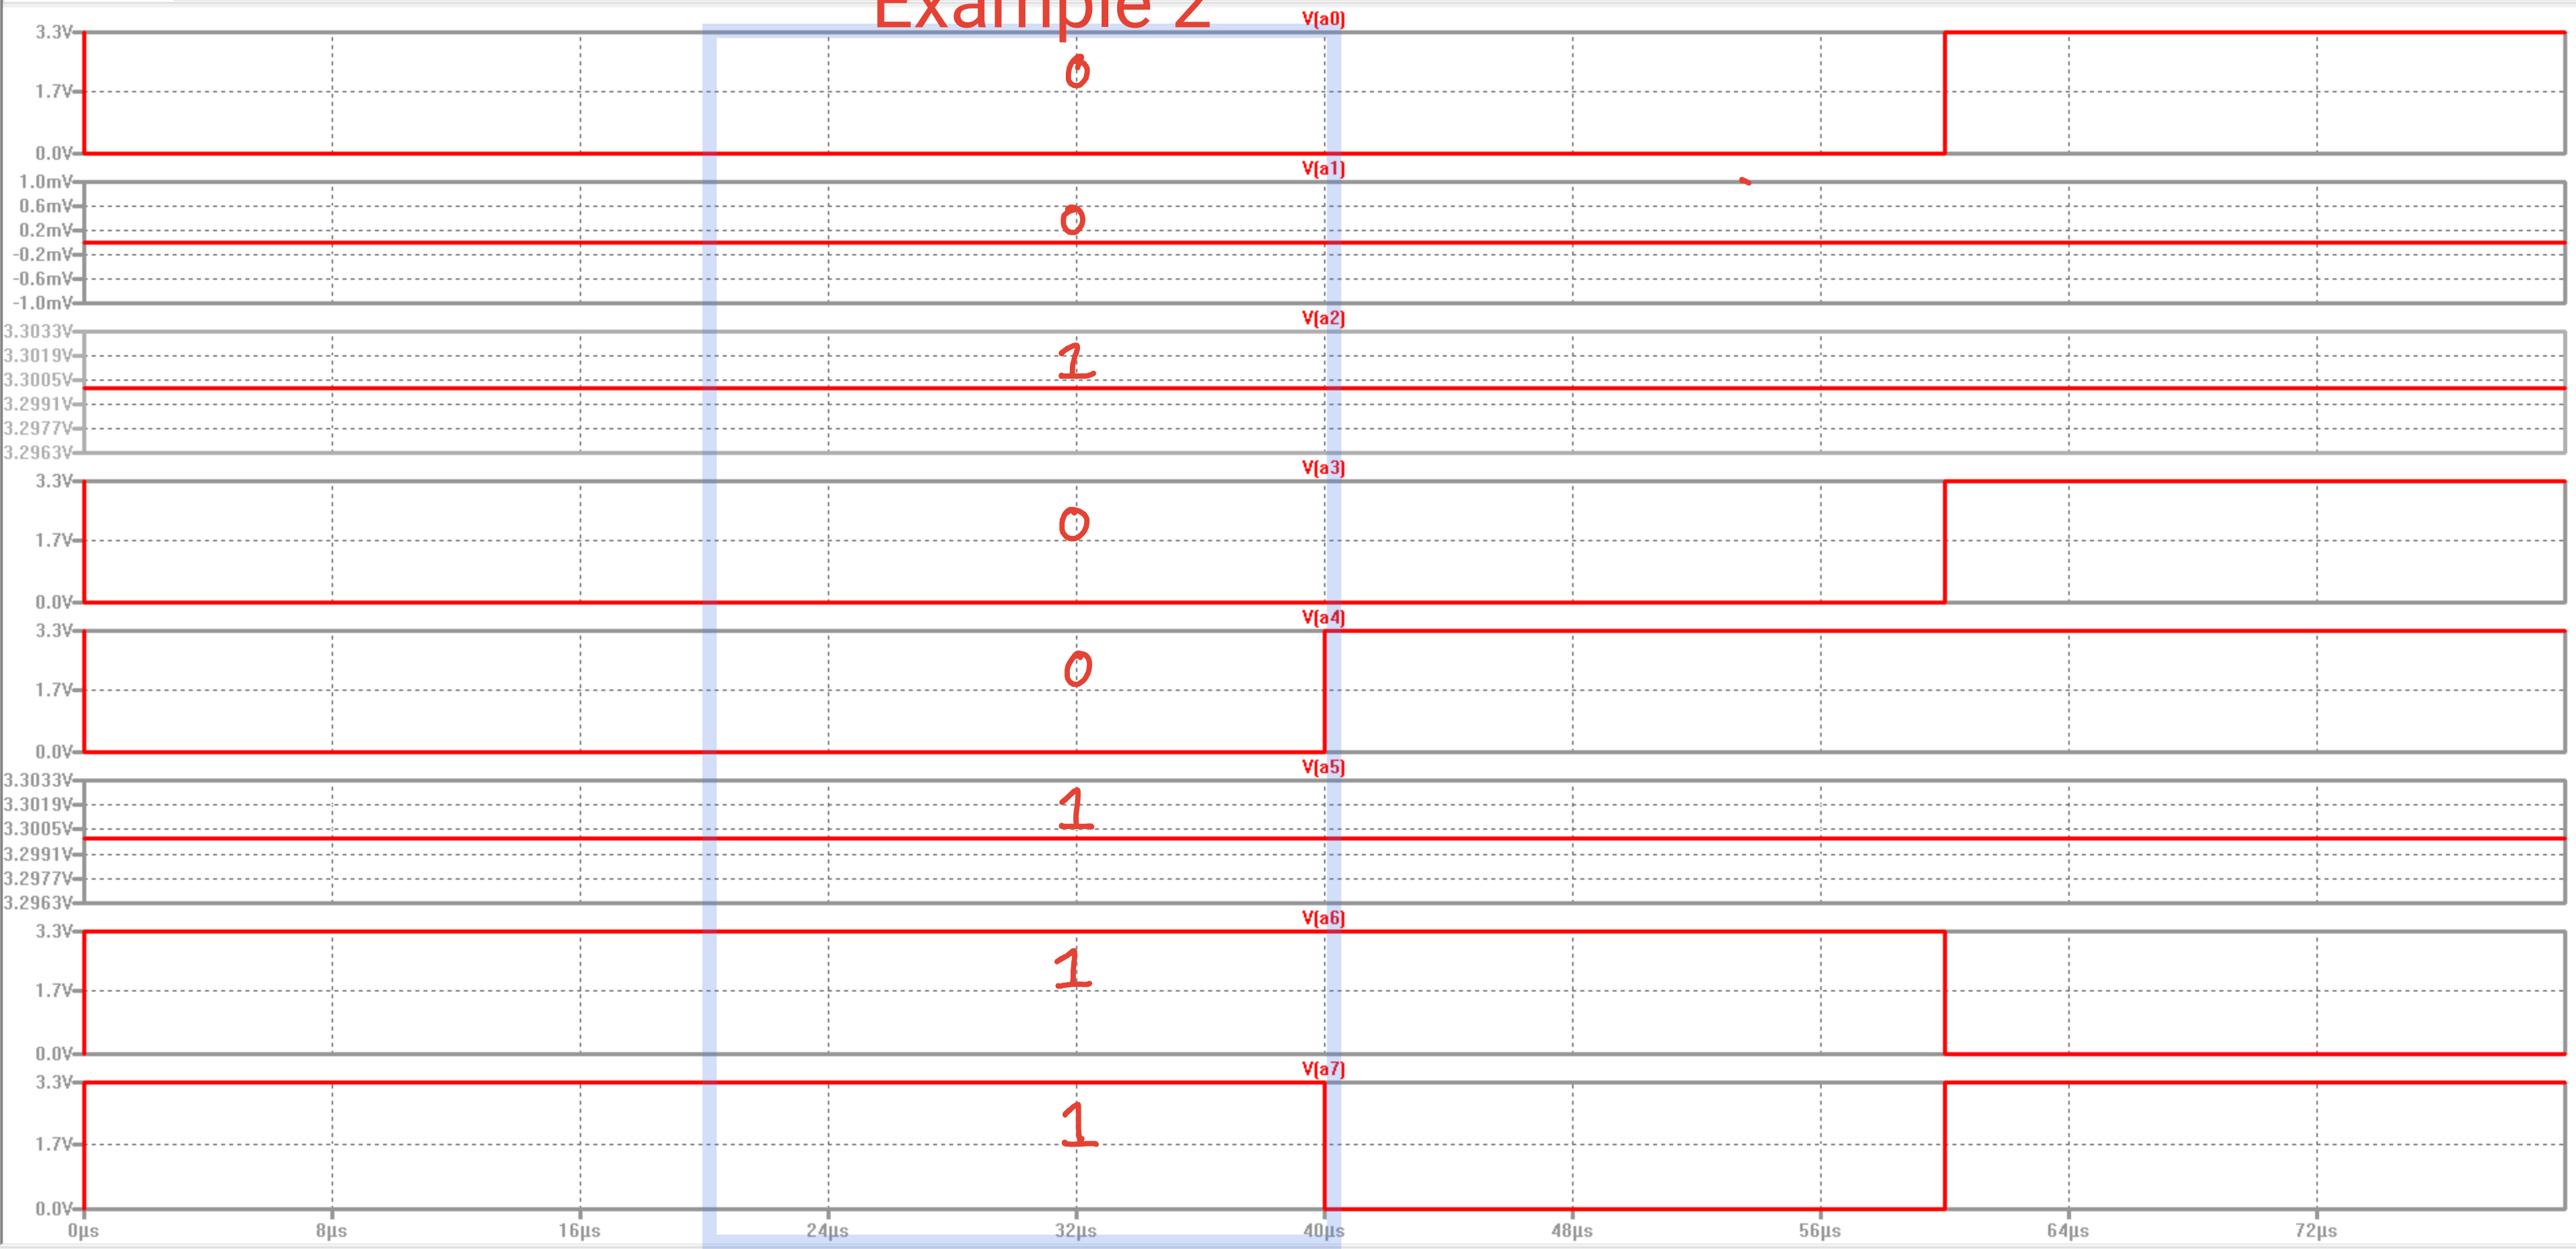 Example 2
V(a0)
3.3V
0
1.7V
0.0V
V(a1)
1.0mV
0.6mV
0
0.2mV
-0.2mV
-0.6mV
-1.0mV
V(a2)
3.3033V
3.3019V
1
3.3005V
3.2991V
3.2977V
3.2963V
V(a3)
3.3V
0
1.7V
0.0V
V(a4)
3.3V
0
1.7V
0.0V
V(a5)
3.3033V
3.3019V
1
3.3005V
3.2991V
3.2977V
3.2963V
V(a6)
3.3V
1
1.7V
0.0V
V(a7)
3.3V
1
1.7V
0.0V
0µs 8µs 16µs 24µs 32µs 40µs 48µs 56µs 64µs 72µs